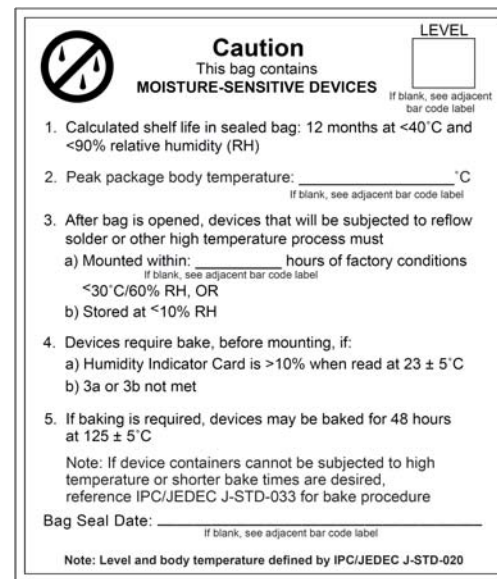 LEVEL
Caution
This bag contains
MOISTURE-SENSITIVE DEVICES
If blank, see adjacent
bar code label
1. Calculated shelf life in sealed bag: 12 months at <40˚C and
<90% relative humidity (RH)
2. Peak package body temperature: ____________________˚C
If blank, see adjacent bar code label
3. After bag is opened, devices that will be subjected to reflow
solder or other high temperature process must
a) Mounted within: ___________ hours of factory conditions
If blank, see adjacent bar code label
<30˚C/60% RH, OR
b) Stored at <10% RH
4. Devices require bake, before mounting, if:
a) Humidity Indicator Card is >10% when read at 23 ± 5˚C
b) 3a or 3b not met
5. If baking is required, devices may be baked for 48 hours
at 125 ± 5˚C
Note: If device containers cannot be subjected to high
temperature or shorter bake times are desired,
reference IPC/JEDEC J-STD-033 for bake procedure
Bag Seal Date: ________________________________
If blank, see adjacent bar code label
Note: Level and body temperature defined by IPC/JEDEC J-STD-020